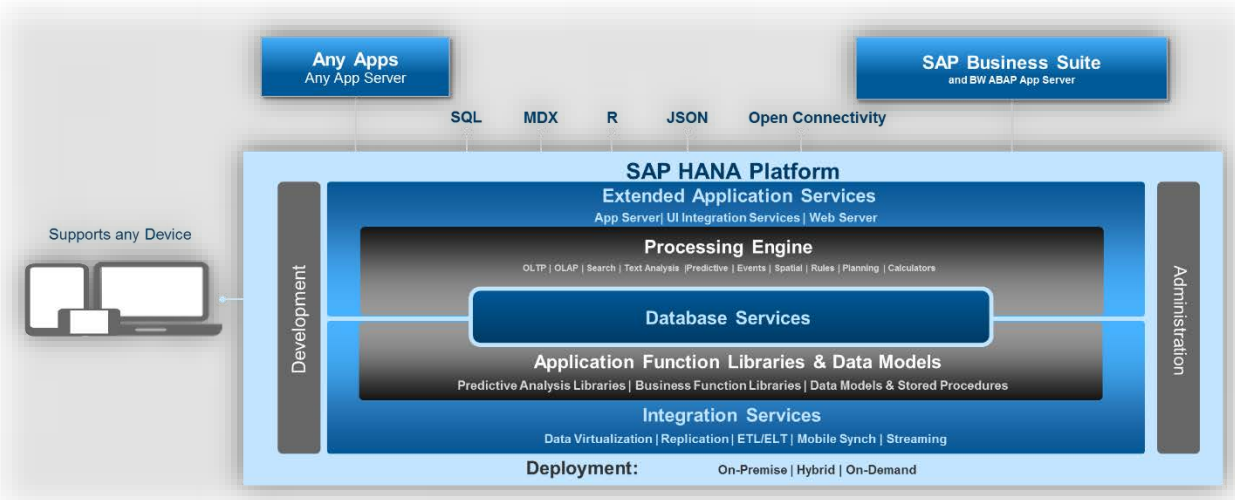 Any Apps
Any App Server
SAP Business Suite
and BW ABAP App Server
SQL MDX R JSON Open Connectivity
SAP HANA Platform
Extended Application Services
App Server| UI Integration Services | Web Server
Supports any Device
Development
Processing Engine
OLTP | OLAP | Search | Text Analysis |Predictive | Events | Spatial | Rules | Planning | Calculators
Database Services
Application Function Libraries & Data Models
Predictive Analysis Libraries | Business Function Libraries | Data Models & Stored Procedures
Integration Services
Data Virtualization | Replication | ETL/ELT | Mobile Synch | Streaming
Administration
Deployment: On-Premise | Hybrid | On-Demand